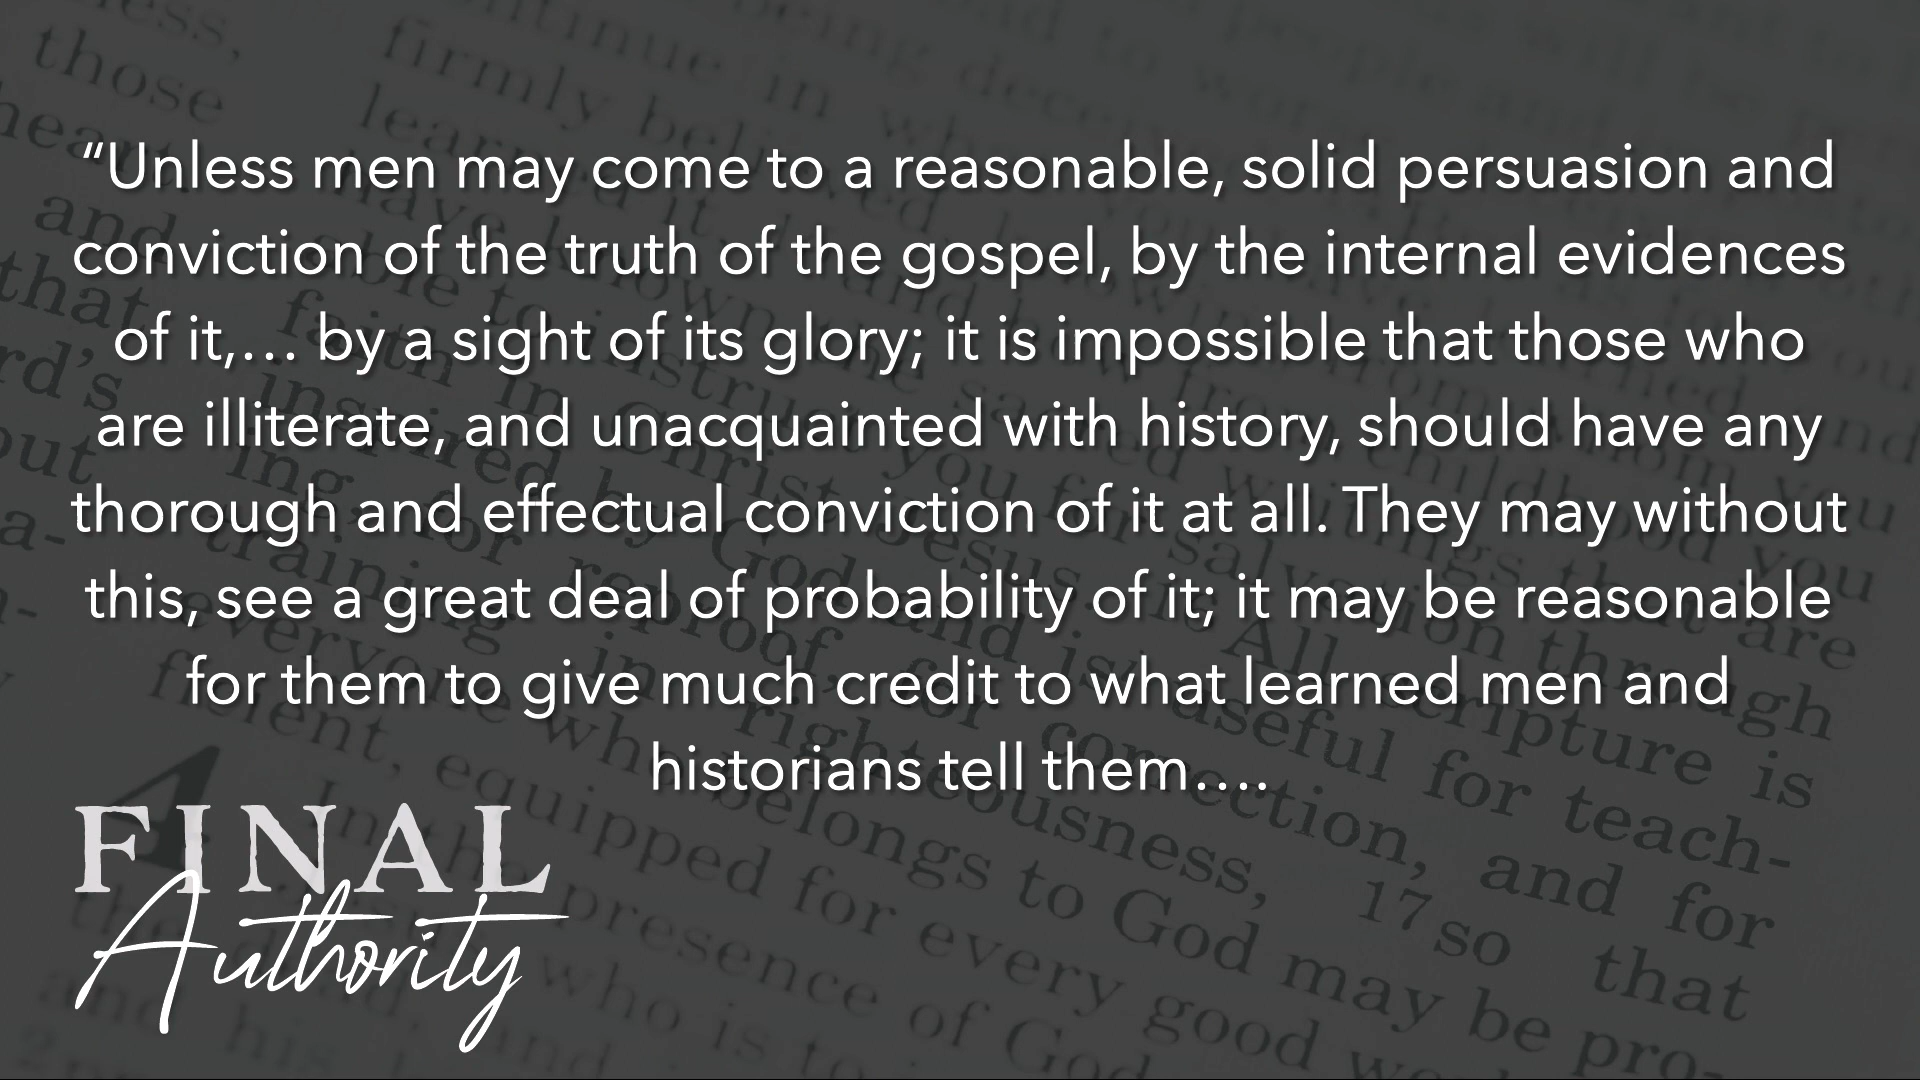 “Unless men may come to a reasonable, solid persuasion and
conviction of the truth of the gospel, by the internal evidences
of it,… by a sight of its glory; it is impossible that those who
are illiterate, and unacquainted with history, should have any
thorough and effectual conviction of it at all. They may without
this, see a great deal of probability of it; it may be reasonable
for them to give much credit to what learned men and
historians tell them….
FINAL
Authority